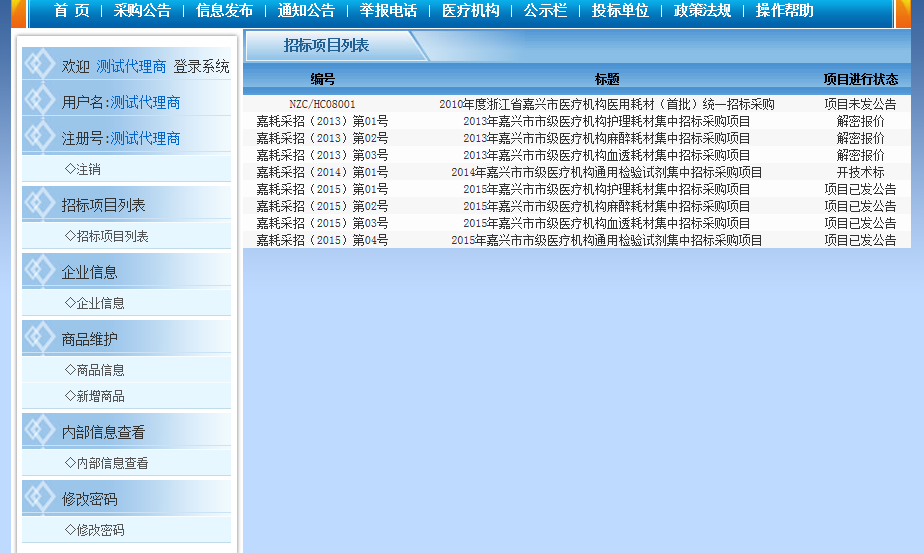 首 页 | 采购公告 | 信息发布 | 通知公告 | 举报电话 | 医疗机构 | 公示栏 | 投标单位 | 政策法规 | 操作帮助
欢迎 测试代理商 登录系统
用户名:测试代理商
注册号:测试代理商
◇注销
招标项目列表
◇招标项目列表
企业信息
◇企业信息
商品维护
◇商品信息
◇新增商品
内部信息查看
◇内部信息查看
修改密码
◇修改密码
招标项目列表
编号 标题 项目进行状态
NZC/HC08001 2010年度浙江省嘉兴市医疗机构医用耗材（首批）统一招标采购 项目未发公告
嘉耗采招（2013）第01号 2013年嘉兴市市级医疗机构护理耗材集中招标采购项目 解密报价
嘉耗采招（2013）第02号 2013年嘉兴市市级医疗机构麻醉耗材集中招标采购项目 解密报价
嘉耗采招（2013）第03号 2013年嘉兴市市级医疗机构血透耗材集中招标采购项目 解密报价
嘉耗采招（2014）第01号 2014年嘉兴市市级医疗机构通用检验试剂集中招标采购项目 开技术标
嘉耗采招（2015）第01号 2015年嘉兴市市级医疗机构护理耗材集中招标采购项目 项目已发公告
嘉耗采招（2015）第02号 2015年嘉兴市市级医疗机构麻醉耗材集中招标采购项目 项目已发公告
嘉耗采招（2015）第03号 2015年嘉兴市市级医疗机构血透耗材集中招标采购项目 项目已发公告
嘉耗采招（2015）第04号 2015年嘉兴市市级医疗机构通用检验试剂集中招标采购项目 项目已发公告